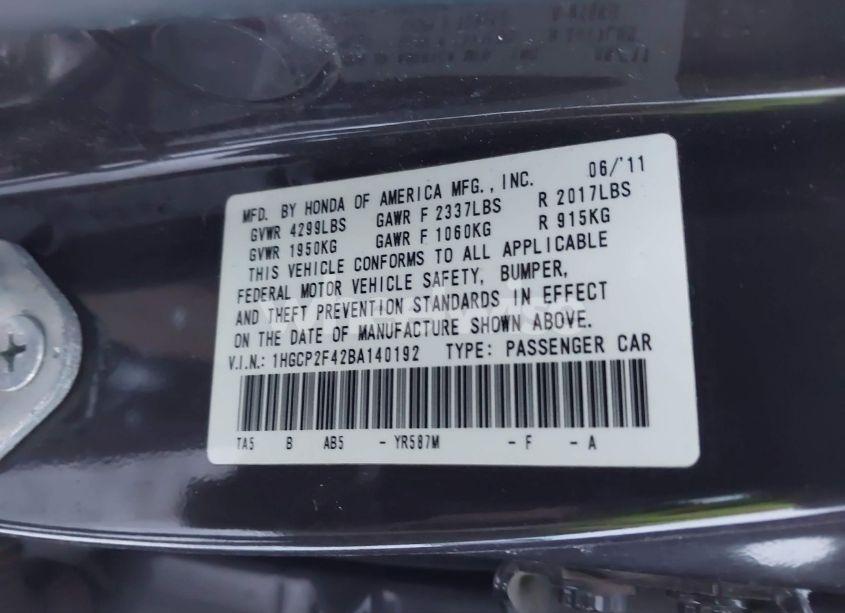 MFD. BY HONDA OF AMERICA MFG., INC. 06/'11
GVWR 4299LBS GAWR F 2337LBS R 2017LBS
GVWR 1950KG GAWR F 1060KG R 915KG
THIS VEHICLE CONFORMS TO ALL APPLICABLE
FEDERAL MOTOR VEHICLE SAFETY, BUMPER,
AND THEFT PREVENTION STANDARDS IN EFFECT
ON THE DATE OF MANUFACTURE SHOWN ABOVE.
V.I.N.: 1HGCP2F42BA140192 TYPE: PASSENGER CAR
TA5 B AB5 - YR587M - F - A